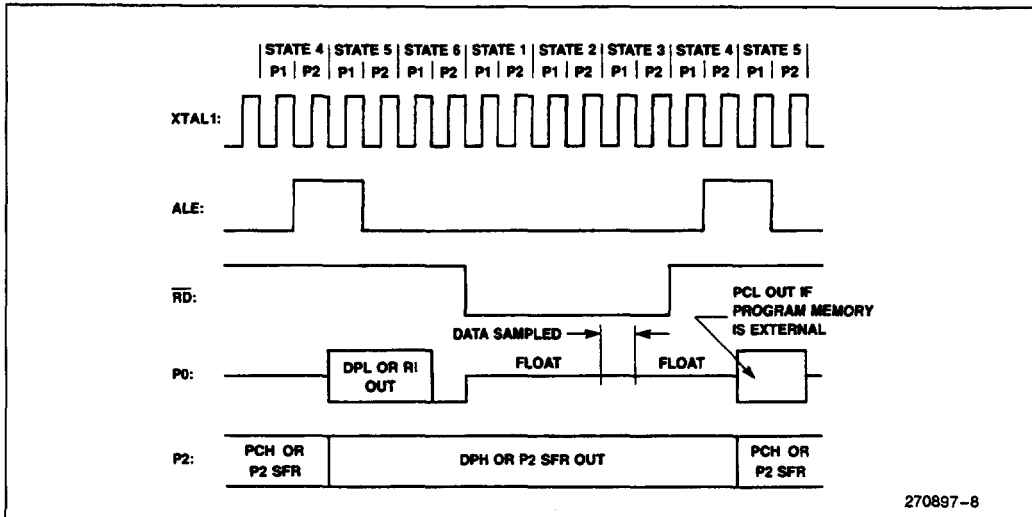 STATE 4 STATE 5 STATE 6 STATE 1 STATE 2 STATE 3 STATE 4 STATE 5
P1 P2 P1 P2 P1 P2 P1 P2 P1 P2 P1 P2 P1 P2 P1 P2
XTAL1:
ALE:
RD:
PCL OUT IF
PROGRAM MEMORY
IS EXTERNAL
DATA SAMPLED
P0:
DPL OR RI
OUT
FLOAT
FLOAT
P2:
PCH OR
P2 SFR
DPH OR P2 SFR OUT
PCH OR
P2 SFR
270897-8